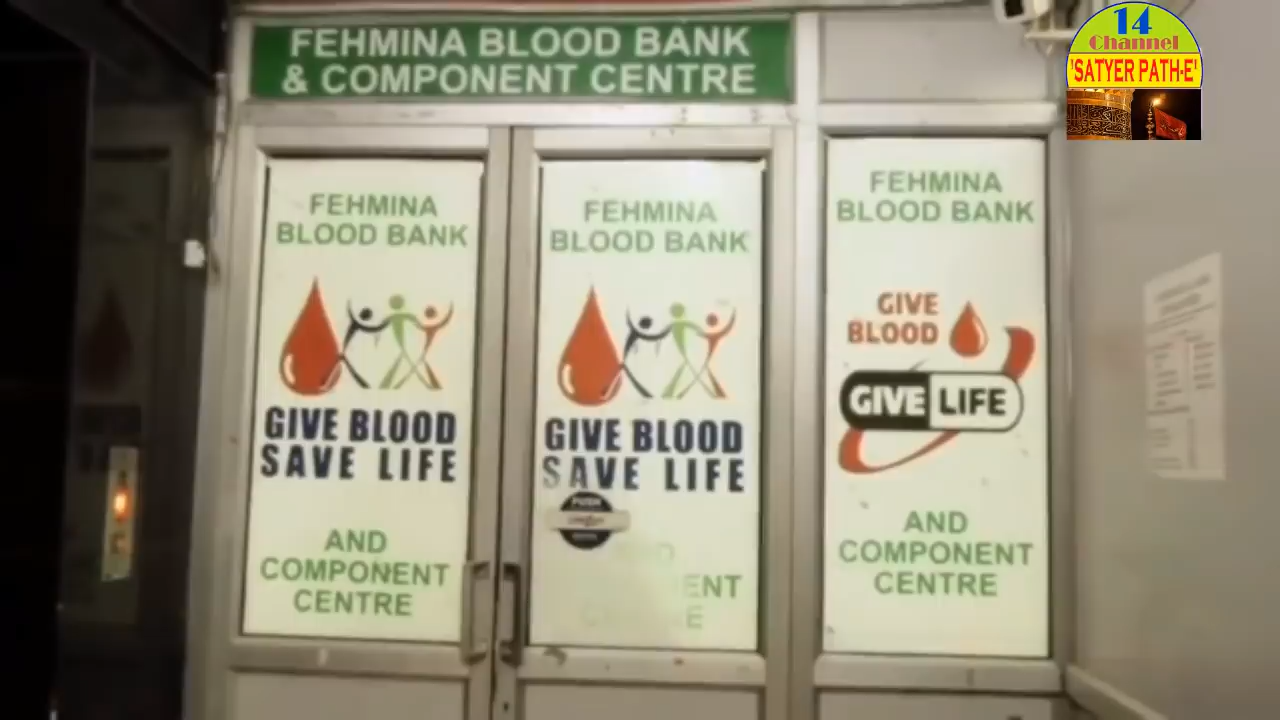 FEHMINA BLOOD BANK
& COMPONENT CENTRE
14
Channel
'SATYER PATH-E'
FEHMINA
BLOOD BANK
GIVE BLOOD
SAVE LIFE
AND
COMPONENT
CENTRE
FEHMINA
BLOOD BANK
GIVE BLOOD
SAVE LIFE
PUSH
FEHMINA
BLOOD BANK
GIVE
BLOOD
GIVE LIFE
AND
COMPONENT
CENTRE